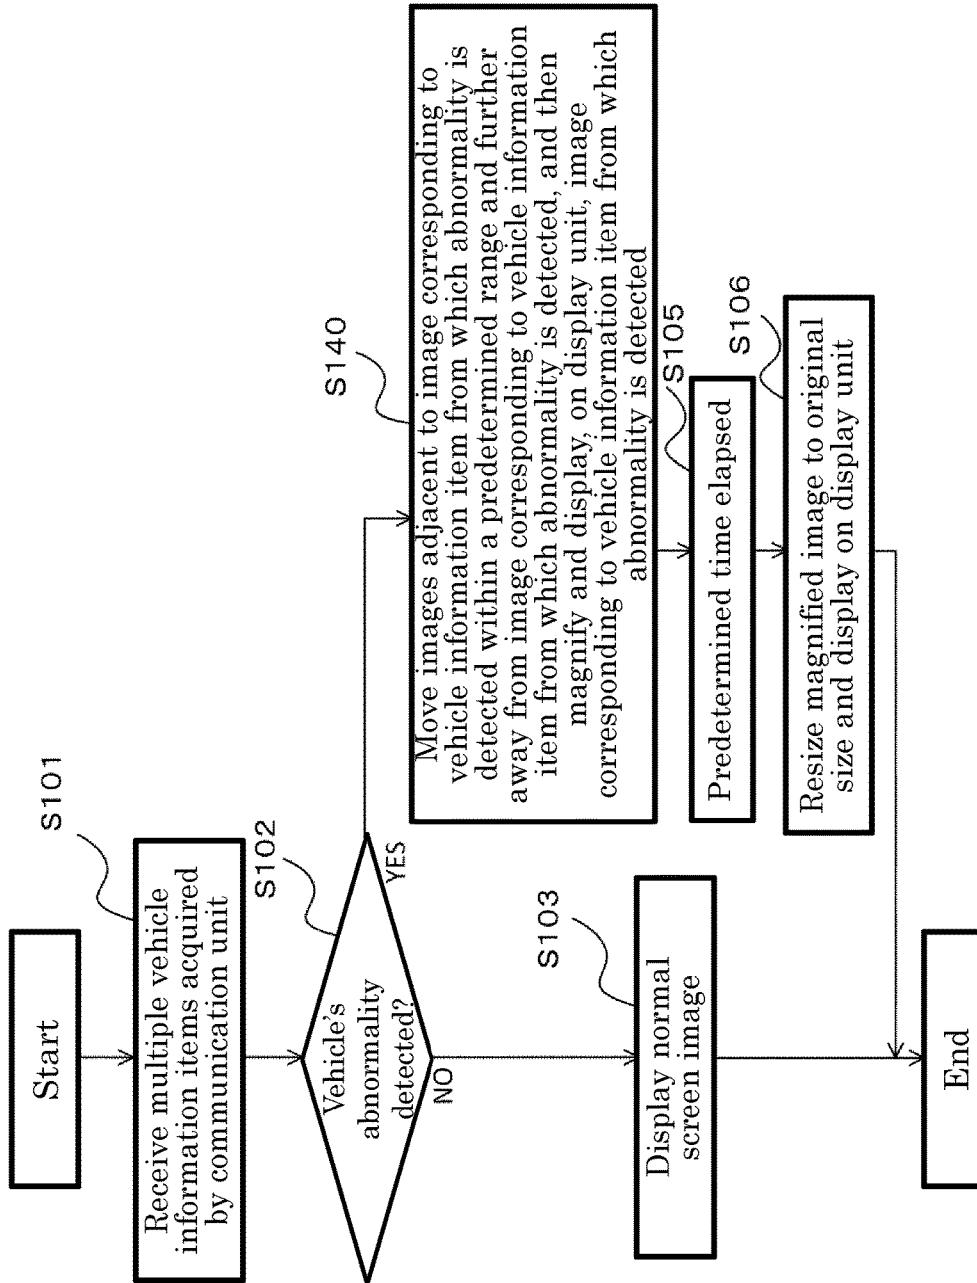 Start
S101
Receive multiple vehicle
information items acquired
by communication unit
S102
Vehicle's
abnormality
detected?
YES
NO
S140
Move images adjacent to image corresponding to
vehicle information item from which abnormality is
detected within a predetermined range and further
away from image corresponding to vehicle information
item from which abnormality is detected, and then
magnify and display, on display unit, image
corresponding to vehicle information item from which
abnormality is detected
S105
Predetermined time elapsed
S106
Resize magnified image to original
size and display on display unit
S103
Display normal
screen image
End